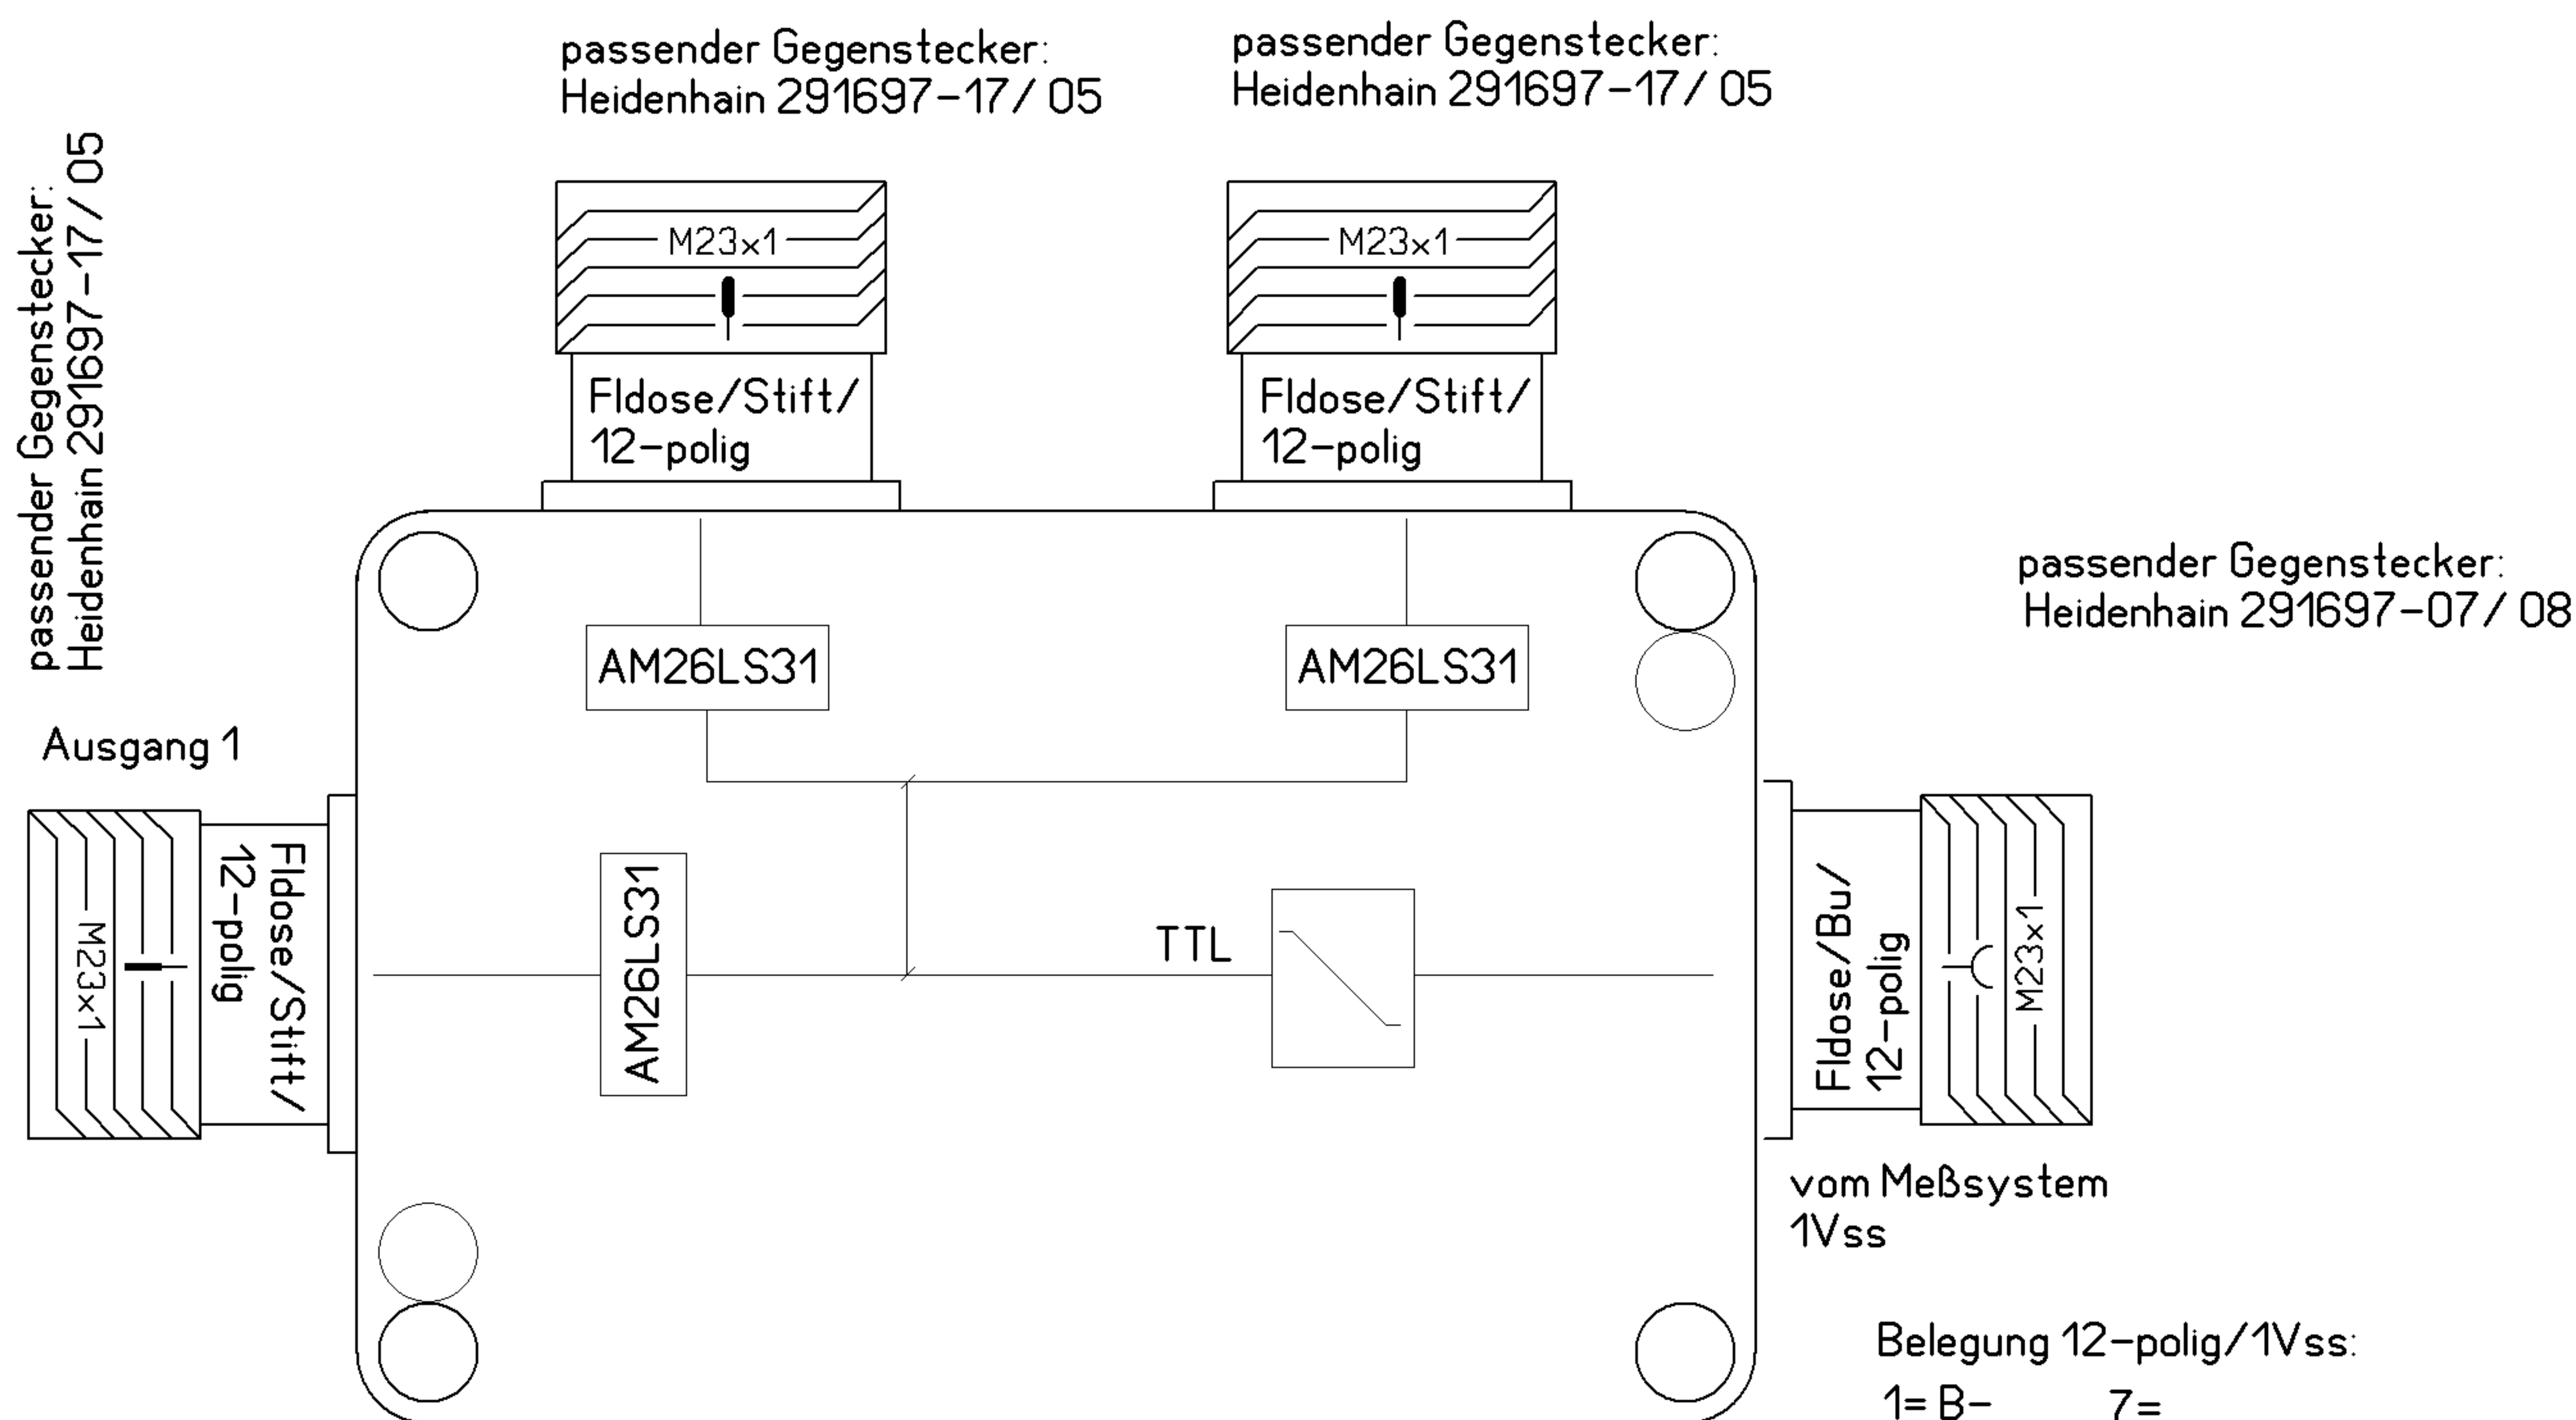 passender Gegenstecker:
Heidenhain 291697-17/05
passender Gegenstecker:
Heidenhain 291697-17/05
passender Gegenstecker:
Heidenhain 291697-17/05
M23x1
M23x1
Fldose/Stift/
12-polig
Fldose/Stift/
12-polig
passender Gegenstecker:
Heidenhain 291697-07/08
AM26LS31
AM26LS31
Ausgang 1
Fldose/Stift/
12-polig
M23x1
AM26LS31
TTL
Fldose/Bu/
12-polig
M23x1
vom Meßsystem
1Vss
Belegung 12-polig/1Vss:
1= B- 7=